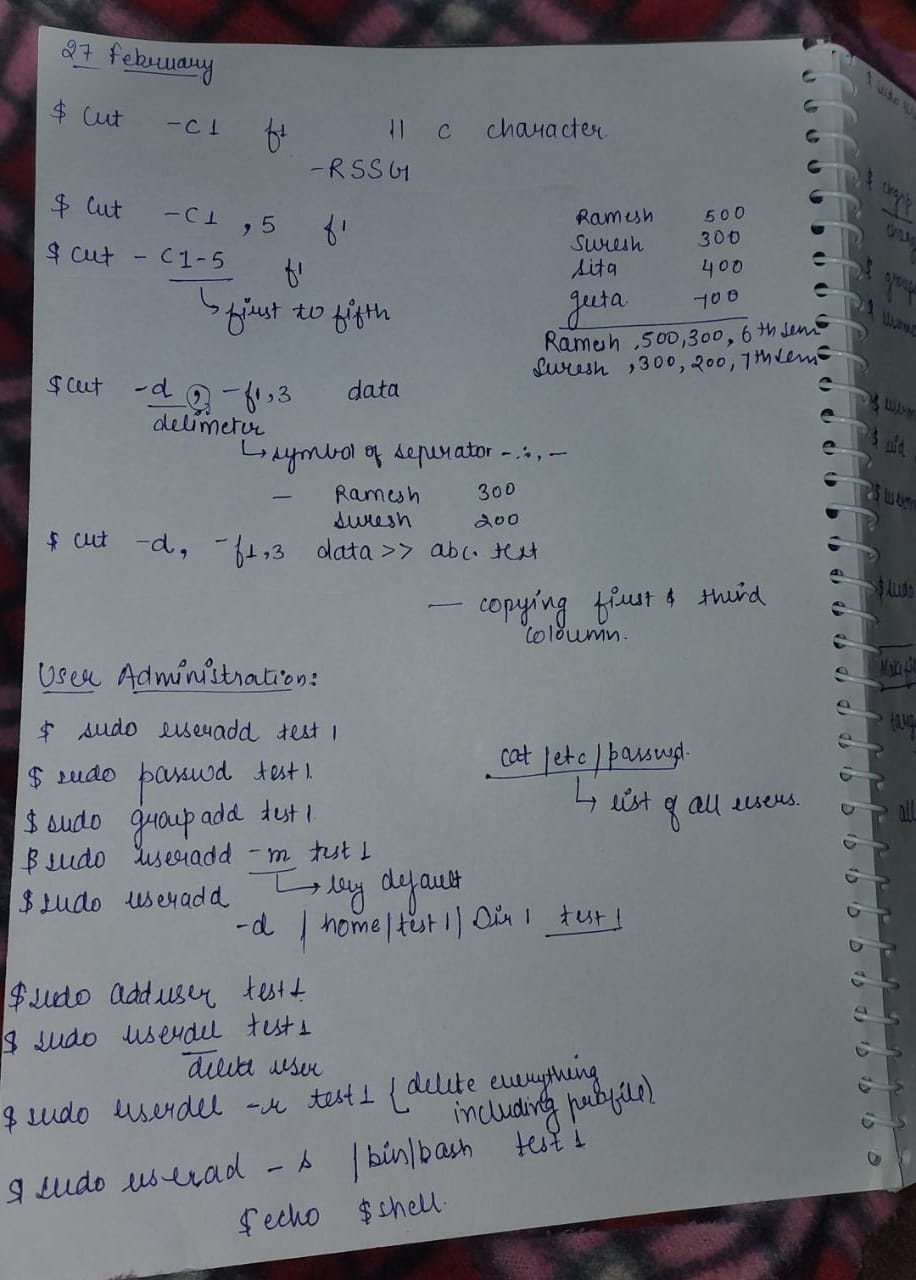 27 February
$ cut -c1 f1 || c character
-RSSG
$ cut -c1,5 f1
$ cut -c1-5 f1
↳ first to fifth
Ramesh 500
Suresh 300
Sita 400
geeta 700
Ramesh ,500,300, 6th sem
Suresh ,300, 200, 7th sem
$ cut -d , -f1,3 data
delimeter
↳ symbol of seperator -.:,—
— Ramesh 300
Suresh 200
$ cut -d, -f1,3 data >> abc. test
— copying first & third
coloumn.
User Administration:
$ sudo useradd test 1
$ sudo passwd test 1
$ sudo groupadd test 1
cat /etc/passwd.
↳ list of all users.
$ sudo useradd -m test 1
↳ by default
$ sudo useradd
-d / home/test 1/ Dir 1 test 1
$ sudo adduser test 1
$ sudo userdel test 1
delete user
$ sudo userdel -r test 1 { delete everything
including profile)
$ sudo userad -s /bin/bash test 1
$ echo $shell.
$ sudo
$ chgrp
$ sudo
all